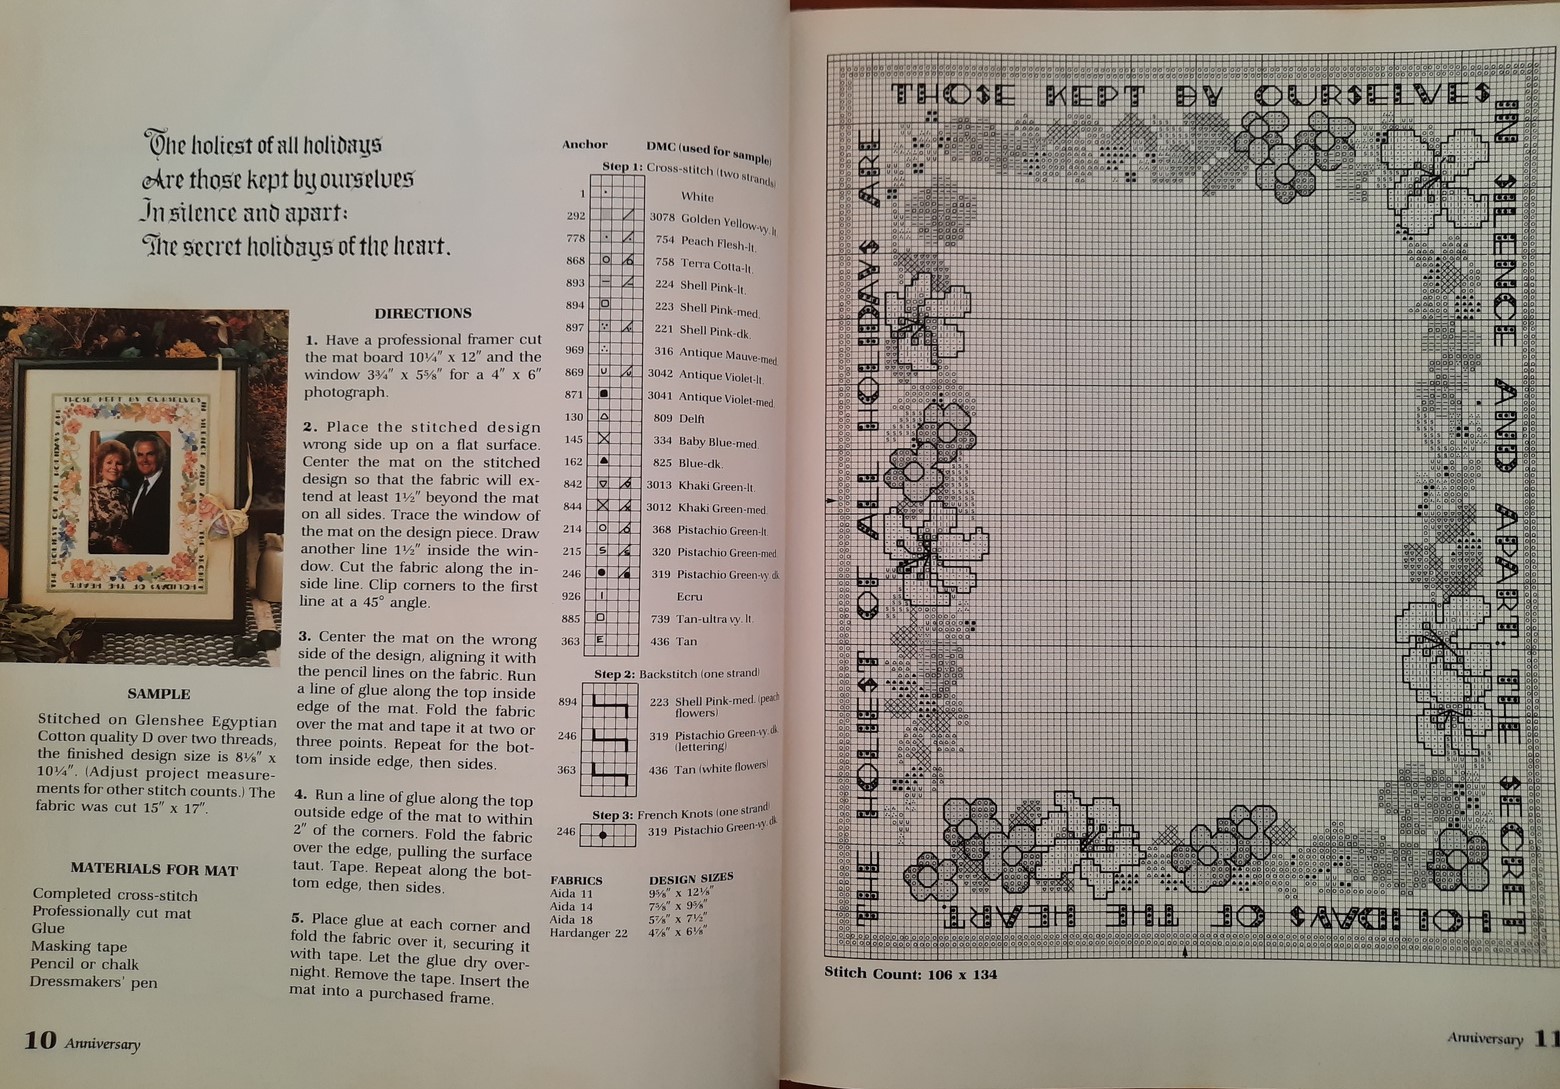 The holiest of all holidays
Are those kept by ourselves
In silence and apart:
The secret holidays of the heart.
SAMPLE
Stitched on Glenshee Egyptian
Cotton quality D over two threads,
the finished design size is 8⅛″ x
10¼″. (Adjust project measure-
ments for other stitch counts.) The
fabric was cut 15″ x 17″.
MATERIALS FOR MAT
Completed cross-stitch
Professionally cut mat
Glue
Masking tape
Pencil or chalk
Dressmakers' pen
DIRECTIONS
1. Have a professional framer cut
the mat board 10¼″ x 12″ and the
window 3¾″ x 5⅝″ for a 4″ x 6″
photograph.
2. Place the stitched design
wrong side up on a flat surface.
Center the mat on the stitched
design so that the fabric will ex-
tend at least 1½″ beyond the mat
on all sides. Trace the window of
the mat on the design piece. Draw
another line 1½″ inside the win-
dow. Cut the fabric along the in-
side line. Clip corners to the first
line at a 45° angle.
3. Center the mat on the wrong
side of the design, aligning it with
the pencil lines on the fabric. Run
a line of glue along the top inside
edge of the mat. Fold the fabric
over the mat and tape it at two or
three points. Repeat for the bot-
tom inside edge, then sides.
4. Run a line of glue along the top
outside edge of the mat to within
2″ of the corners. Fold the fabric
over the edge, pulling the surface
taut. Tape. Repeat along the bot-
tom edge, then sides.
5. Place glue at each corner and
fold the fabric over it, securing it
with tape. Let the glue dry over-
night. Remove the tape. Insert the
mat into a purchased frame.
Anchor DMC (used for sample)
Step 1: Cross-stitch (two strands)
1 White
292 3078 Golden Yellow-vy. lt.
778 754 Peach Flesh-lt.
868 758 Terra Cotta-lt.
893 224 Shell Pink-lt.
894 223 Shell Pink-med.
897 221 Shell Pink-dk.
969 316 Antique Mauve-med.
869 3042 Antique Violet-lt.
871 3041 Antique Violet-med.
130 809 Delft
145 334 Baby Blue-med.
162 825 Blue-dk.
842 3013 Khaki Green-lt.
844 3012 Khaki Green-med.
214 368 Pistachio Green-lt.
215 320 Pistachio Green-med.
246 319 Pistachio Green-vy. dk.
926 Ecru
885 739 Tan-ultra vy. lt.
363 436 Tan
Step 2: Backstitch (one strand)
894 223 Shell Pink-med. (peach
flowers)
246 319 Pistachio Green-vy. dk.
(lettering)
363 436 Tan (white flowers)
Step 3: French Knots (one strand)
246 319 Pistachio Green-vy. dk.
FABRICS DESIGN SIZES
Aida 11 9⅝″ x 12⅛″
Aida 14 7⅝″ x 9⅝″
Aida 18 5⅞″ x 7½″
Hardanger 22 4⅞″ x 6⅛″
10 Anniversary
THE HOLIEST OF ALL HOLIDAYS ARE
THOSE KEPT BY OURSELVES
IN SILENCE AND APART: THE SECRET
HOLIDAYS OF THE HEART.
Stitch Count: 106 x 134
Anniversary 11